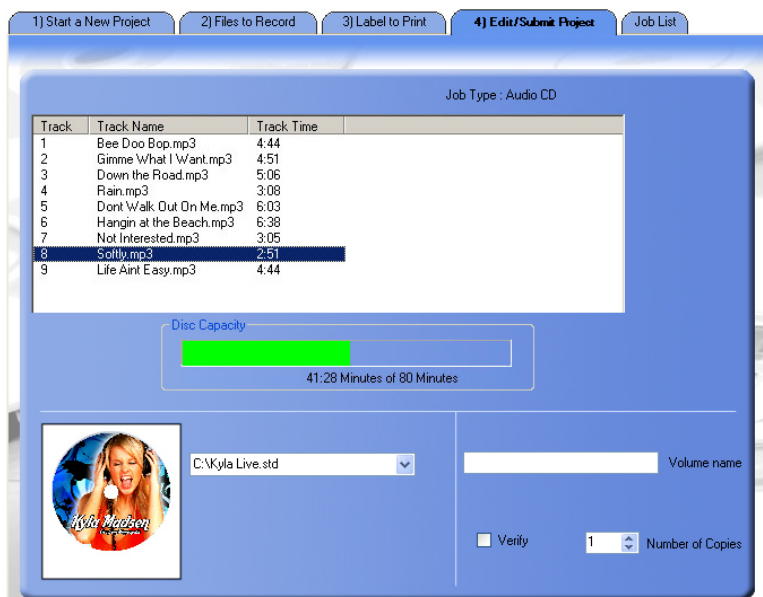 1) Start a New Project 2) Files to Record 3) Label to Print 4) Edit/Submit Project Job List
Job Type : Audio CD
Track Track Name Track Time
1 Bee Doo Bop.mp3 4:44
2 Gimme What I Want.mp3 4:51
3 Down the Road.mp3 5:06
4 Rain.mp3 3:08
5 Dont Walk Out On Me.mp3 6:03
6 Hangin at the Beach.mp3 6:38
7 Not Interested.mp3 3:05
8 Softly.mp3 2:51
9 Life Aint Easy.mp3 4:44
Disc Capacity
41:28 Minutes of 80 Minutes
C:\Kyla Live.std
Volume name
Kyla Madsen
Verify 1 Number of Copies